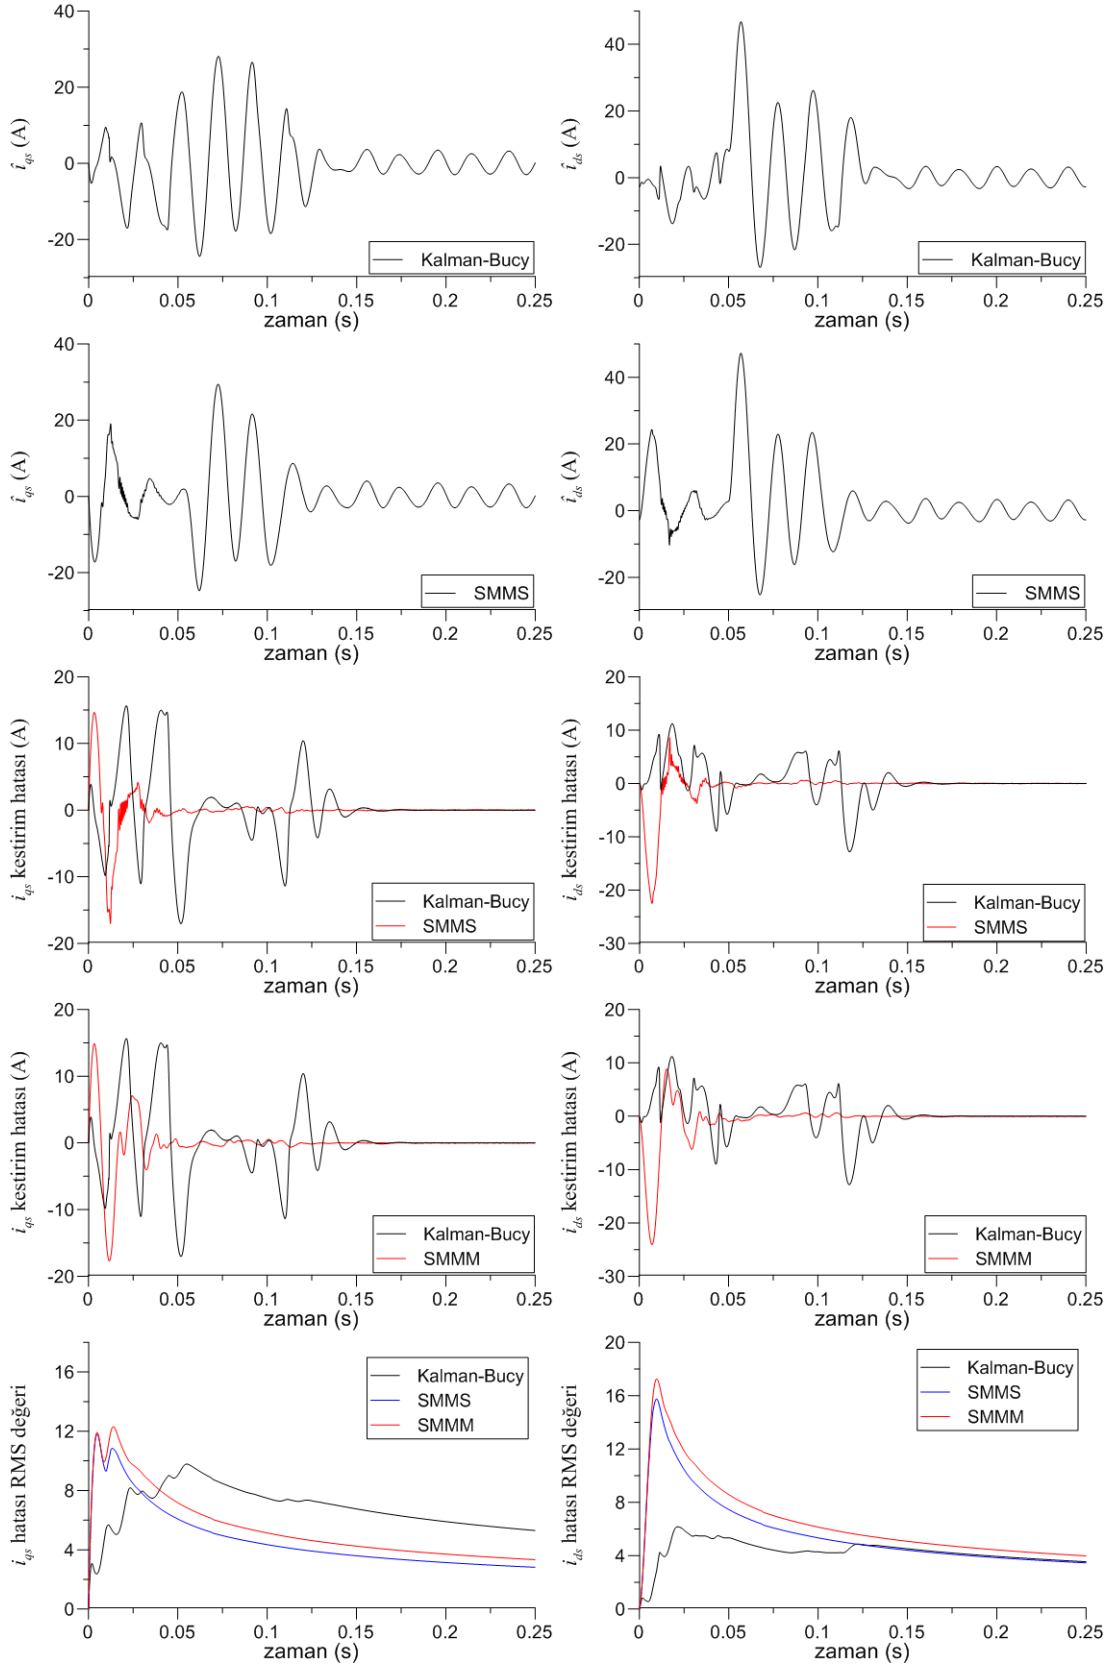 40
20
0
-20
î_qs (A)
Kalman-Bucy
0
0.05
0.1
0.15
0.2
0.25
zaman (s)
40
20
0
-20
î_ds (A)
Kalman-Bucy
0
0.05
0.1
0.15
0.2
0.25
zaman (s)
40
20
0
-20
î_qs (A)
SMMS
0
0.05
0.1
0.15
0.2
0.25
zaman (s)
40
20
0
-20
î_ds (A)
SMMS
0
0.05
0.1
0.15
0.2
0.25
zaman (s)
20
10
0
-10
-20
i_qs kestirim hatası (A)
Kalman-Bucy
SMMS
0
0.05
0.1
0.15
0.2
0.25
zaman (s)
20
10
0
-10
-20
-30
i_ds kestirim hatası (A)
Kalman-Bucy
SMMS
0
0.05
0.1
0.15
0.2
0.25
zaman (s)
20
10
0
-10
-20
i_qs kestirim hatası (A)
Kalman-Bucy
SMMM
0
0.05
0.1
0.15
0.2
0.25
zaman (s)
20
10
0
-10
-20
-30
i_ds kestirim hatası (A)
Kalman-Bucy
SMMM
0
0.05
0.1
0.15
0.2
0.25
zaman (s)
16
12
8
4
0
i_qs hatası RMS değeri
Kalman-Bucy
SMMS
SMMM
0
0.05
0.1
0.15
0.2
0.25
zaman (s)
20
16
12
8
4
0
i_ds hatası RMS değeri
Kalman-Bucy
SMMS
SMMM
0
0.05
0.1
0.15
0.2
0.25
zaman (s)